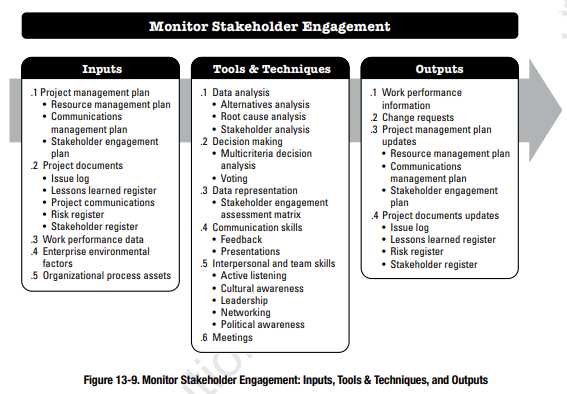 Monitor Stakeholder Engagement
Inputs
.1 Project management plan
• Resource management plan
• Communications
management plan
• Stakeholder engagement
plan
.2 Project documents
• Issue log
• Lessons learned register
• Project communications
• Risk register
• Stakeholder register
.3 Work performance data
.4 Enterprise environmental
factors
.5 Organizational process assets
Tools & Techniques
.1 Data analysis
• Alternatives analysis
• Root cause analysis
• Stakeholder analysis
.2 Decision making
• Multicriteria decision
analysis
• Voting
.3 Data representation
• Stakeholder engagement
assessment matrix
.4 Communication skills
• Feedback
• Presentations
.5 Interpersonal and team skills
• Active listening
• Cultural awareness
• Leadership
• Networking
• Political awareness
.6 Meetings
Outputs
.1 Work performance
information
.2 Change requests
.3 Project management plan
updates
• Resource management plan
• Communications
management plan
• Stakeholder engagement
plan
.4 Project documents updates
• Issue log
• Lessons learned register
• Risk register
• Stakeholder register
Figure 13-9. Monitor Stakeholder Engagement: Inputs, Tools & Techniques, and Outputs